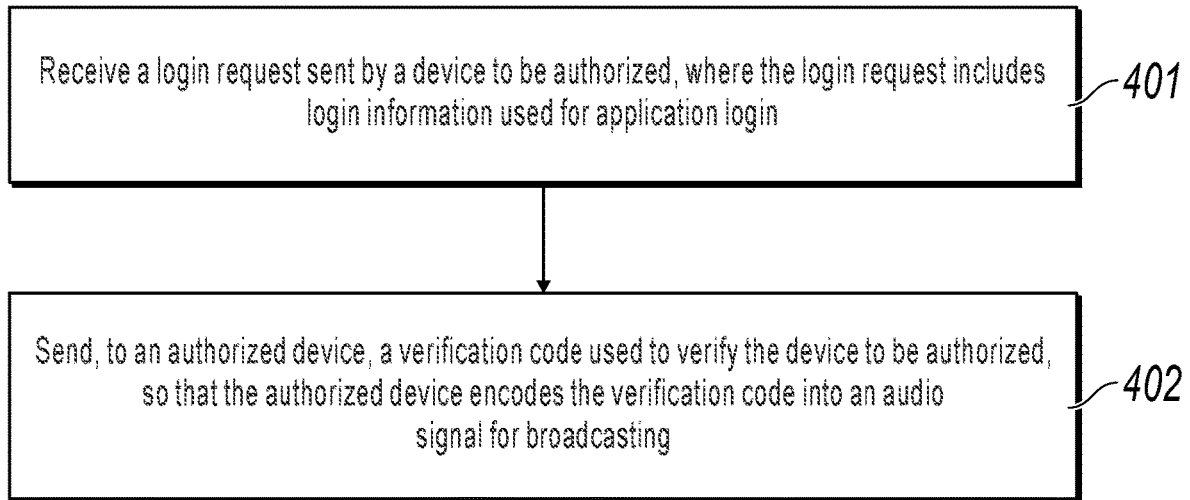 Receive a login request sent by a device to be authorized, where the login request includes
login information used for application login
401
Send, to an authorized device, a verification code used to verify the device to be authorized,
so that the authorized device encodes the verification code into an audio
signal for broadcasting
402